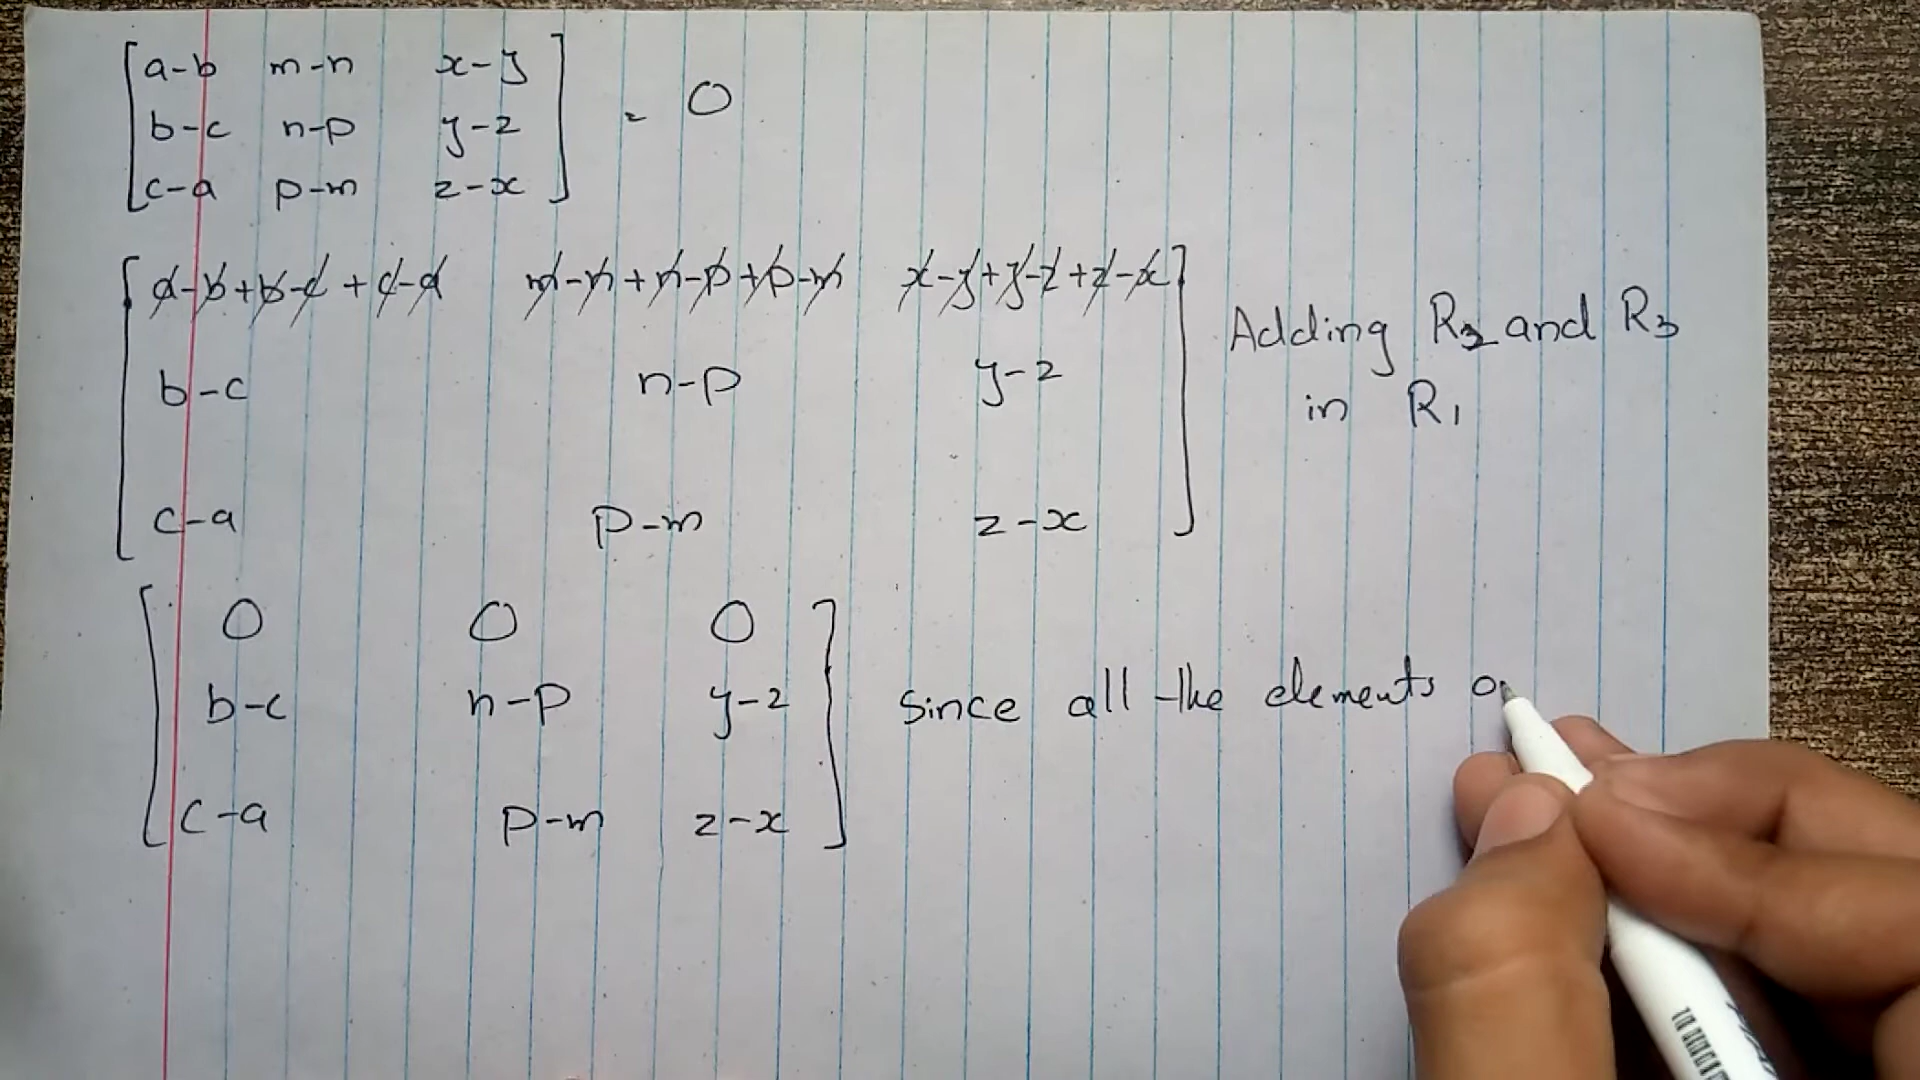 a-b m-n x-y
b-c n-p y-z = 0
c-a p-m z-x
a-b+b-c+c-a m-n+n-p+p-m x-y+y-z+z-x
b-c n-p y-z Adding R2 and R3
in R1
c-a p-m z-x
0 0 0
b-c n-p y-z since all the elements o
c-a p-m z-x